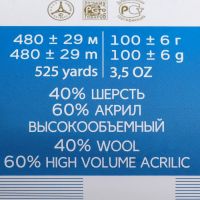 480 ± 29 м 100 ± 6 г
480 ± 29 m 100 ± 6 g
525 yards 3,5 OZ
40% ШЕРСТЬ
60% АКРИЛ
ВЫСОКООБЪЕМНЫЙ
40% WOOL
60% HIGH VOLUME ACRILIC